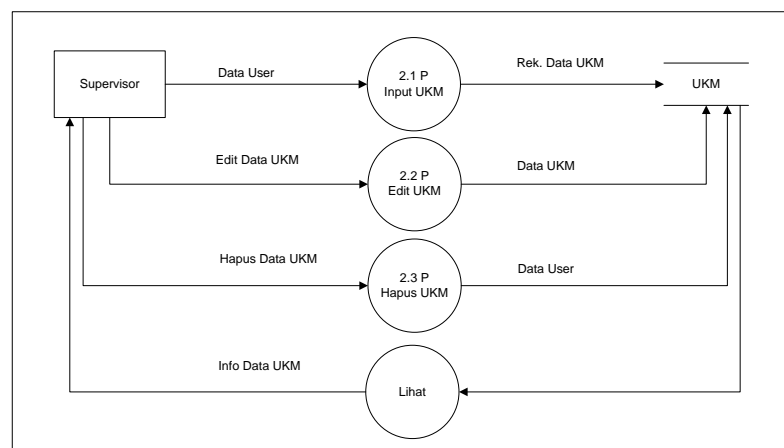 Supervisor
Data User
2.1 P
Input UKM
Rek. Data UKM
UKM
Edit Data UKM
2.2 P
Edit UKM
Data UKM
Hapus Data UKM
2.3 P
Hapus UKM
Data User
Info Data UKM
Lihat